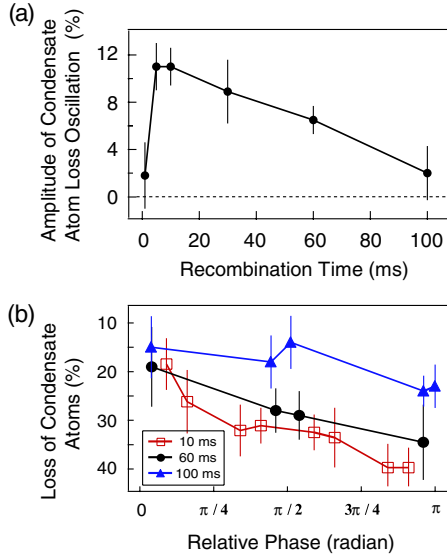 (a)
Amplitude of Condensate
Atom Loss Oscillation (%)
12
8
4
0
0 20 40 60 80 100
Recombination Time (ms)
(b)
Loss of Condensate
Atoms (%)
10
20
30
40
10 ms
60 ms
100 ms
0 π/4 π/2 3π/4 π
Relative Phase (radian)